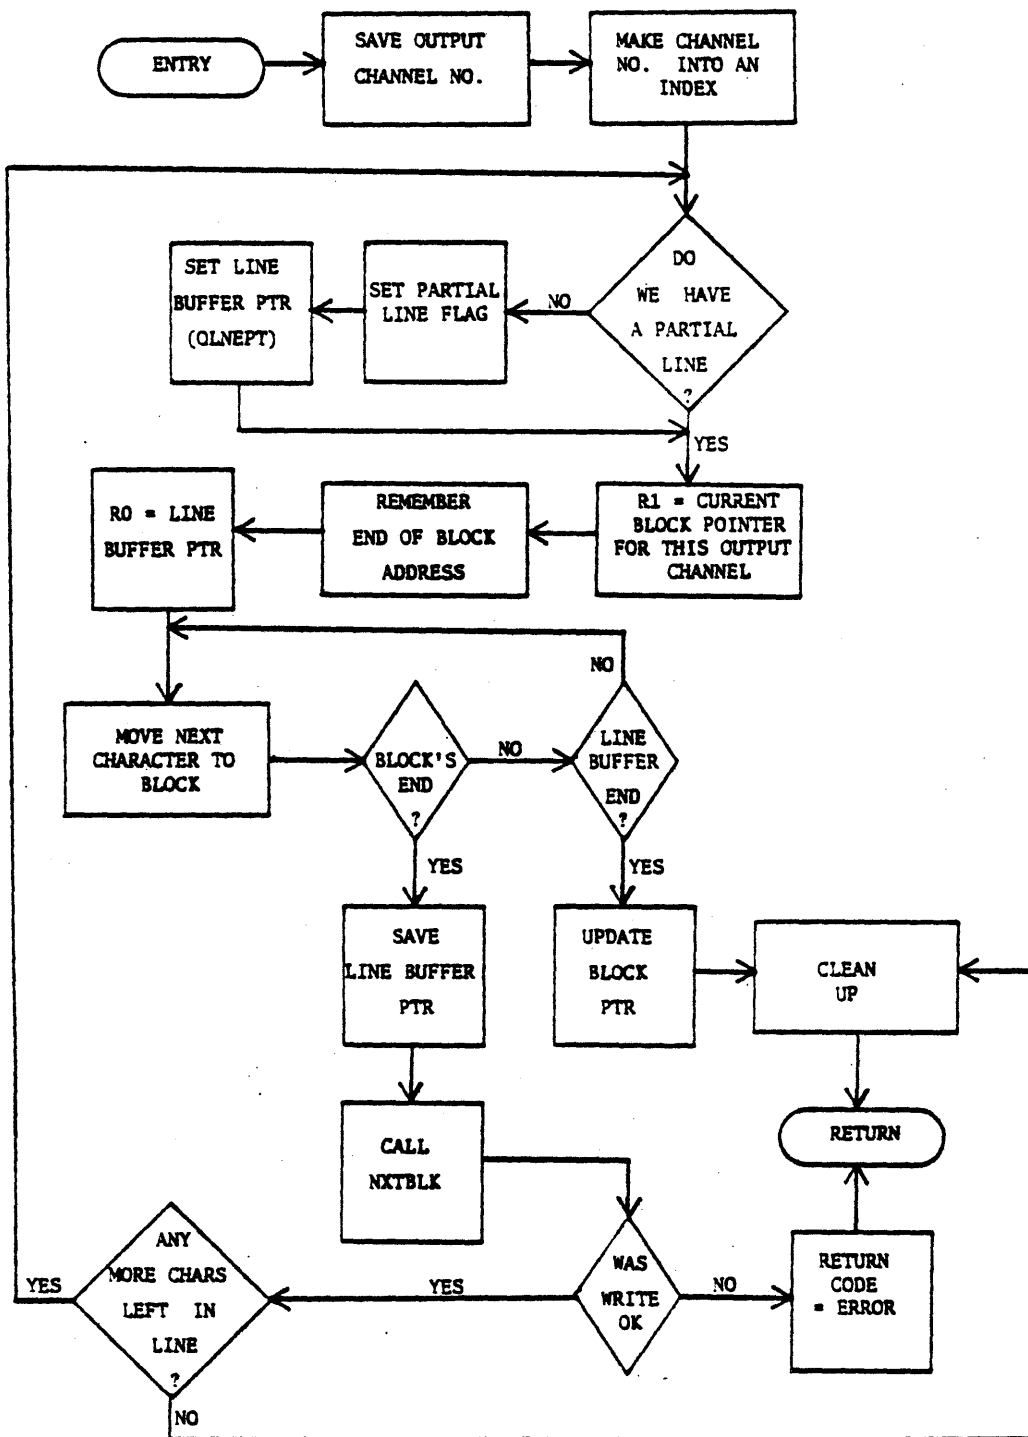 ENTRY
SAVE OUTPUT
CHANNEL NO.
MAKE CHANNEL
NO. INTO AN
INDEX
DO
WE HAVE
A PARTIAL
LINE
?
NO
SET PARTIAL
LINE FLAG
SET LINE
BUFFER PTR
(OLNEPT)
YES
R1 = CURRENT
BLOCK POINTER
FOR THIS OUTPUT
CHANNEL
REMEMBER
END OF BLOCK
ADDRESS
R0 = LINE
BUFFER PTR
MOVE NEXT
CHARACTER TO
BLOCK
BLOCK'S
END
?
NO
LINE
BUFFER
END
?
NO
YES
YES
SAVE
LINE BUFFER
PTR
UPDATE
BLOCK
PTR
CLEAN
UP
RETURN
CALL
NXTBLK
WAS
WRITE
OK
NO
RETURN
CODE
= ERROR
YES
ANY
MORE CHARS
LEFT IN
LINE
?
YES
NO